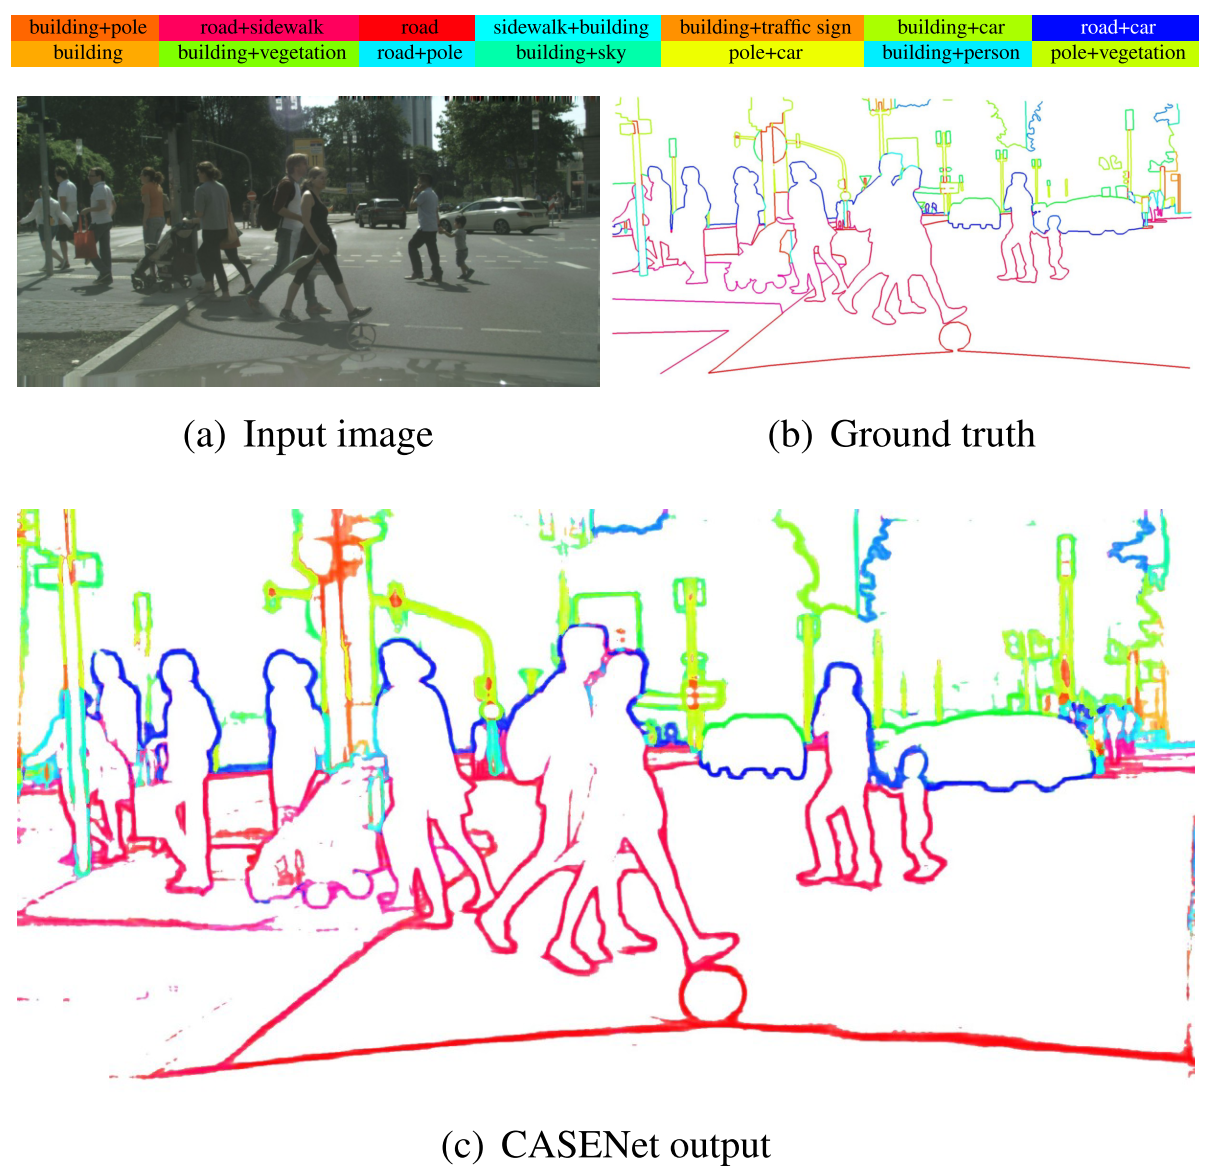 building+pole road+sidewalk road sidewalk+building building+traffic sign building+car road+car
building building+vegetation road+pole building+sky pole+car building+person pole+vegetation
(a) Input image (b) Ground truth
(c) CASENet output